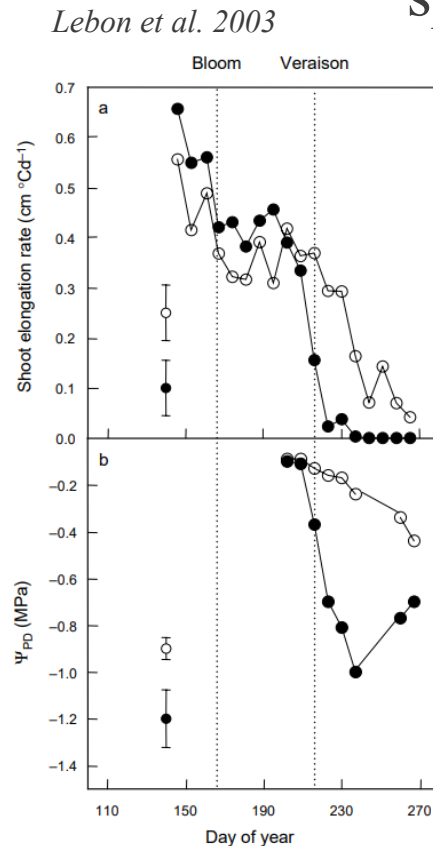 Lebon et al. 2003
S
Bloom Veraison
a
Shoot elongation rate (cm °Cd⁻¹)
0.7
0.6
0.5
0.4
0.3
0.2
0.1
0.0
b
ΨPD (MPa)
−0.2
−0.4
−0.6
−0.8
−1.0
−1.2
−1.4
110 150 190 230 270
Day of year